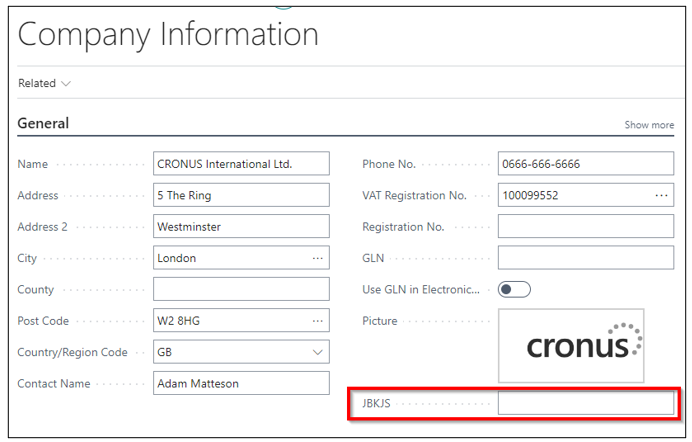 Company Information
Related
General
Show more
Name CRONUS International Ltd.
Address 5 The Ring
Address 2 Westminster
City London ...
County
Post Code W2 8HG ...
Country/Region Code GB
Contact Name Adam Matteson
Phone No. 0666-666-6666
VAT Registration No. 100099552 ...
Registration No.
GLN
Use GLN in Electronic...
Picture cronus
JBKJS